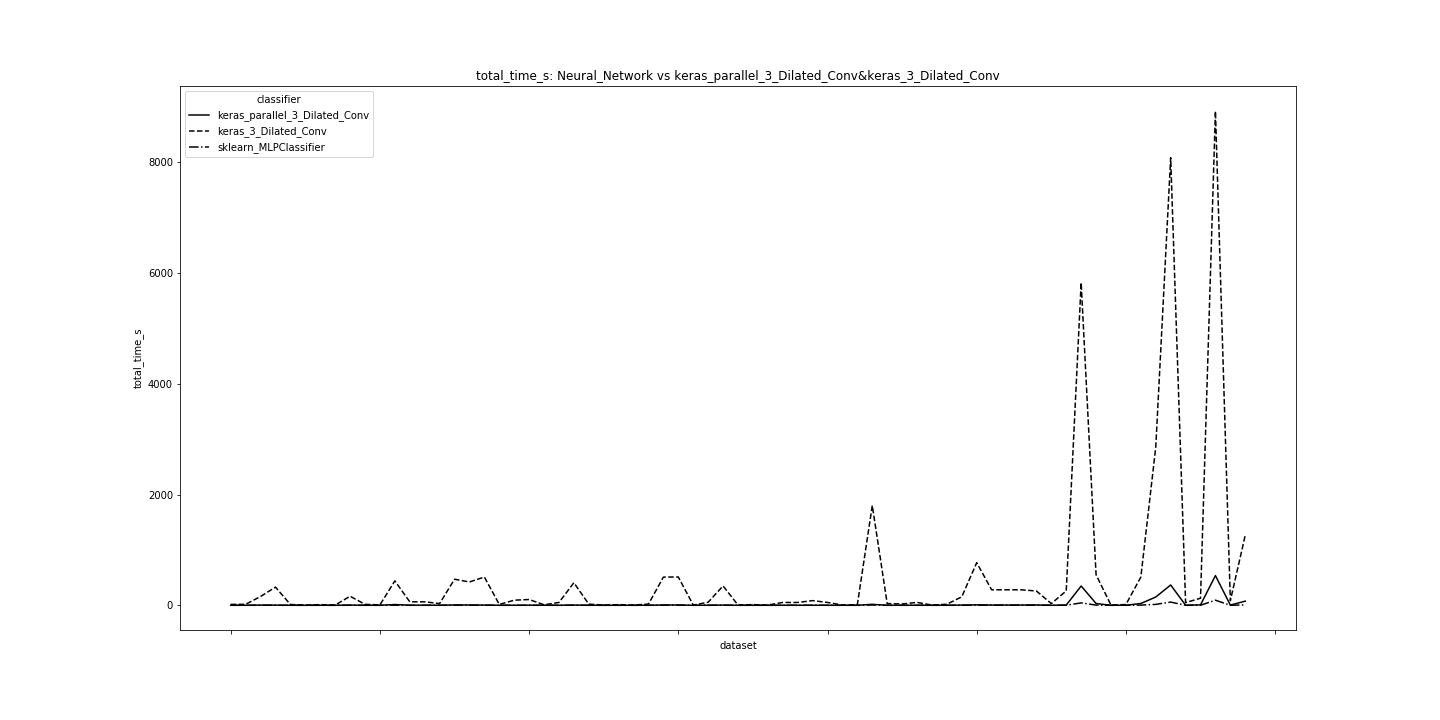 total_time_s: Neural_Network vs keras_parallel_3_Dilated_Conv&keras_3_Dilated_Conv
classifier
keras_parallel_3_Dilated_Conv
keras_3_Dilated_Conv
sklearn_MLPClassifier
8000
6000
4000
2000
0
total_time_s
dataset